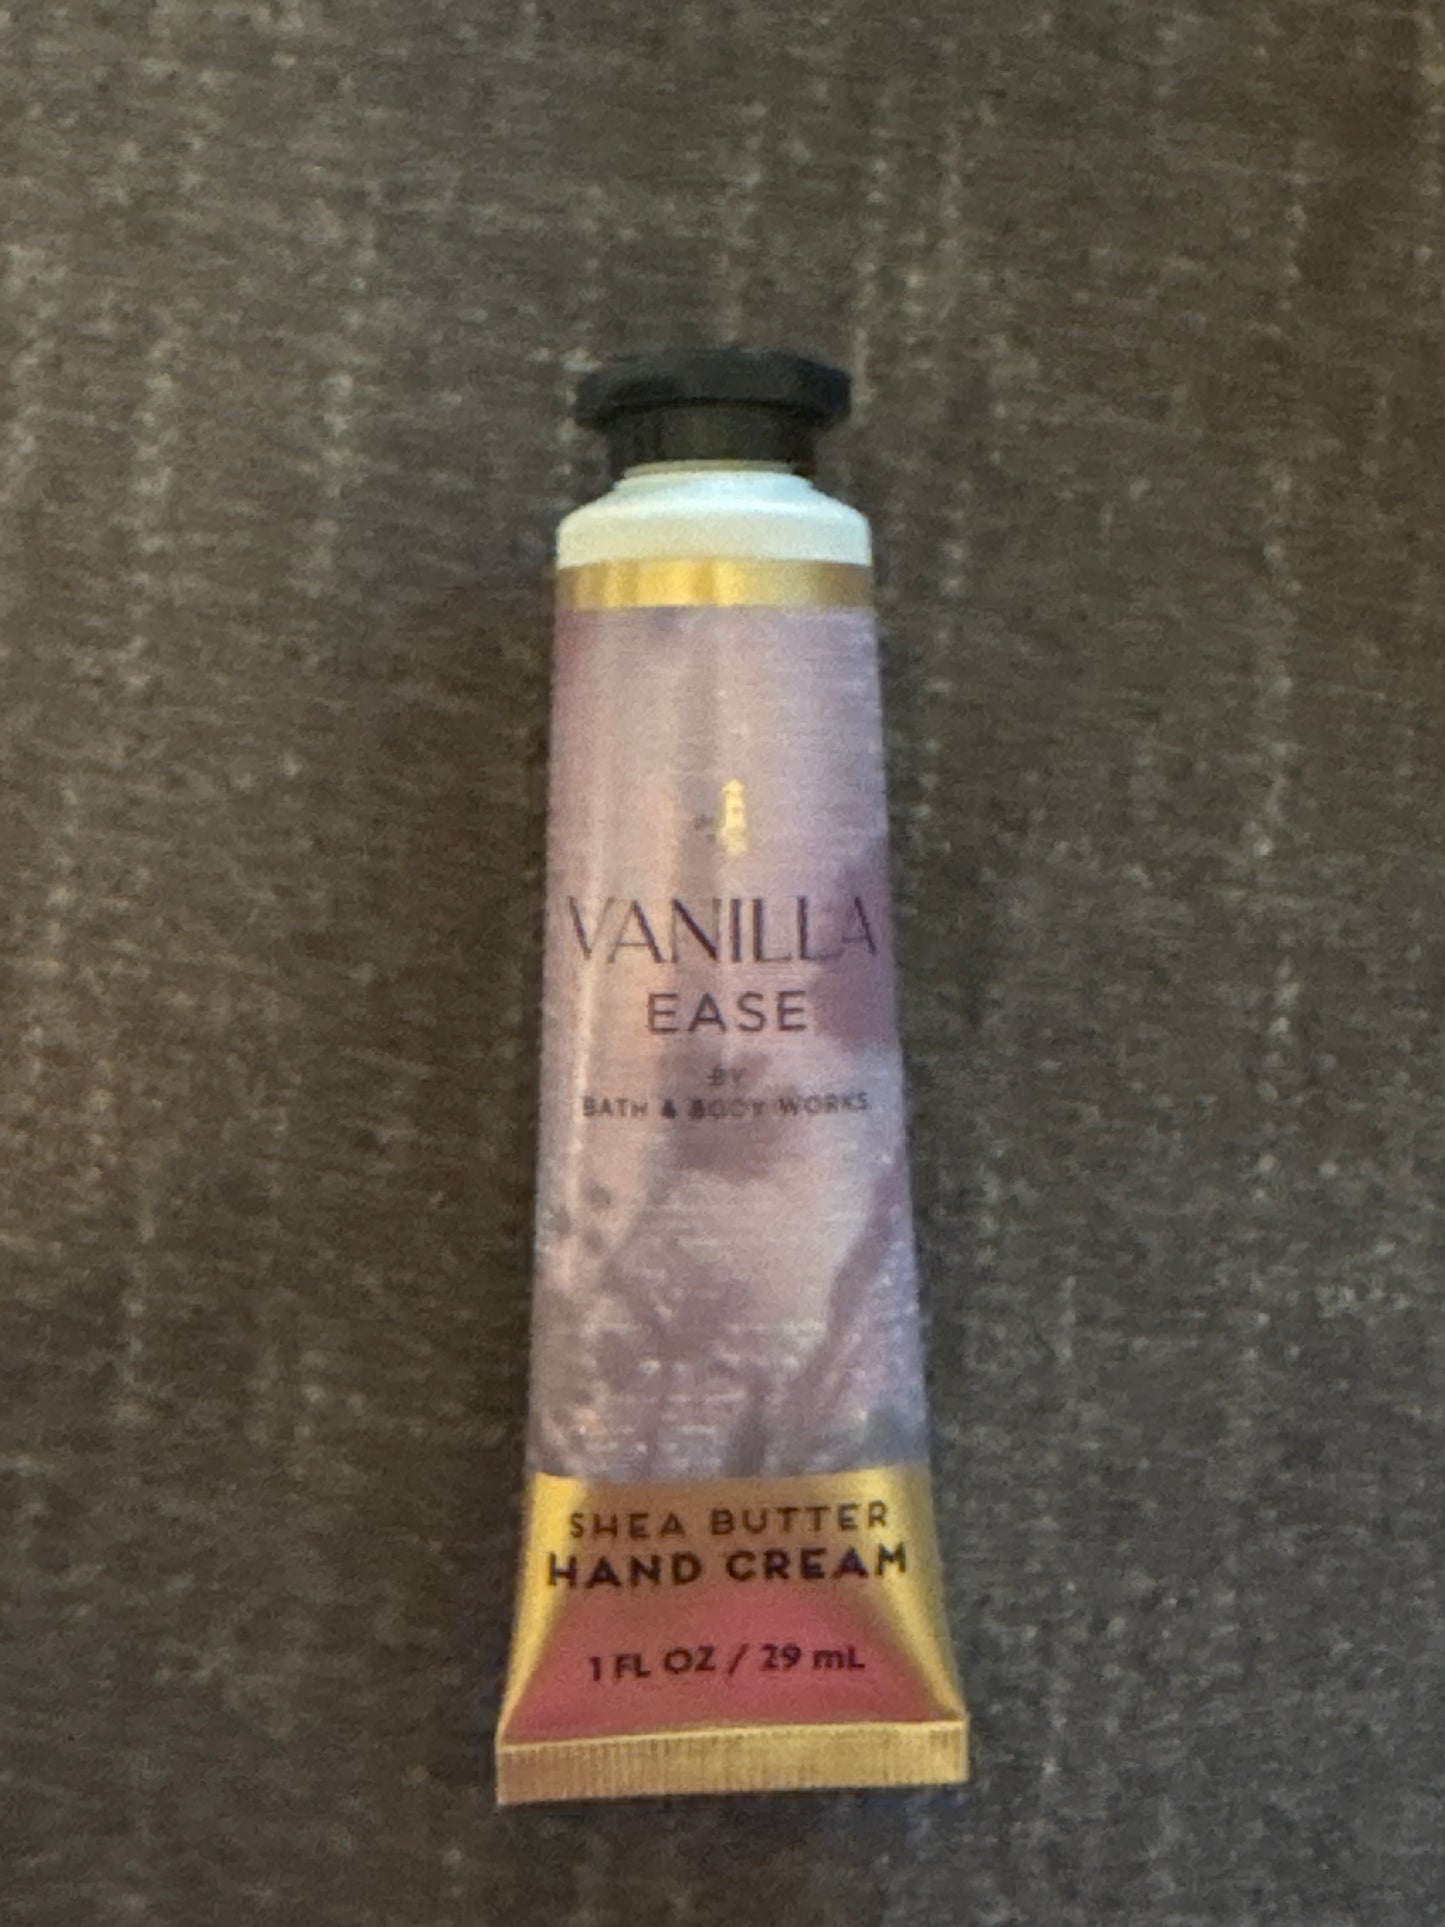 VANILLA
EASE
BY
BATH & BODY WORKS
SHEA BUTTER
HAND CREAM
1 FL OZ / 29 mL